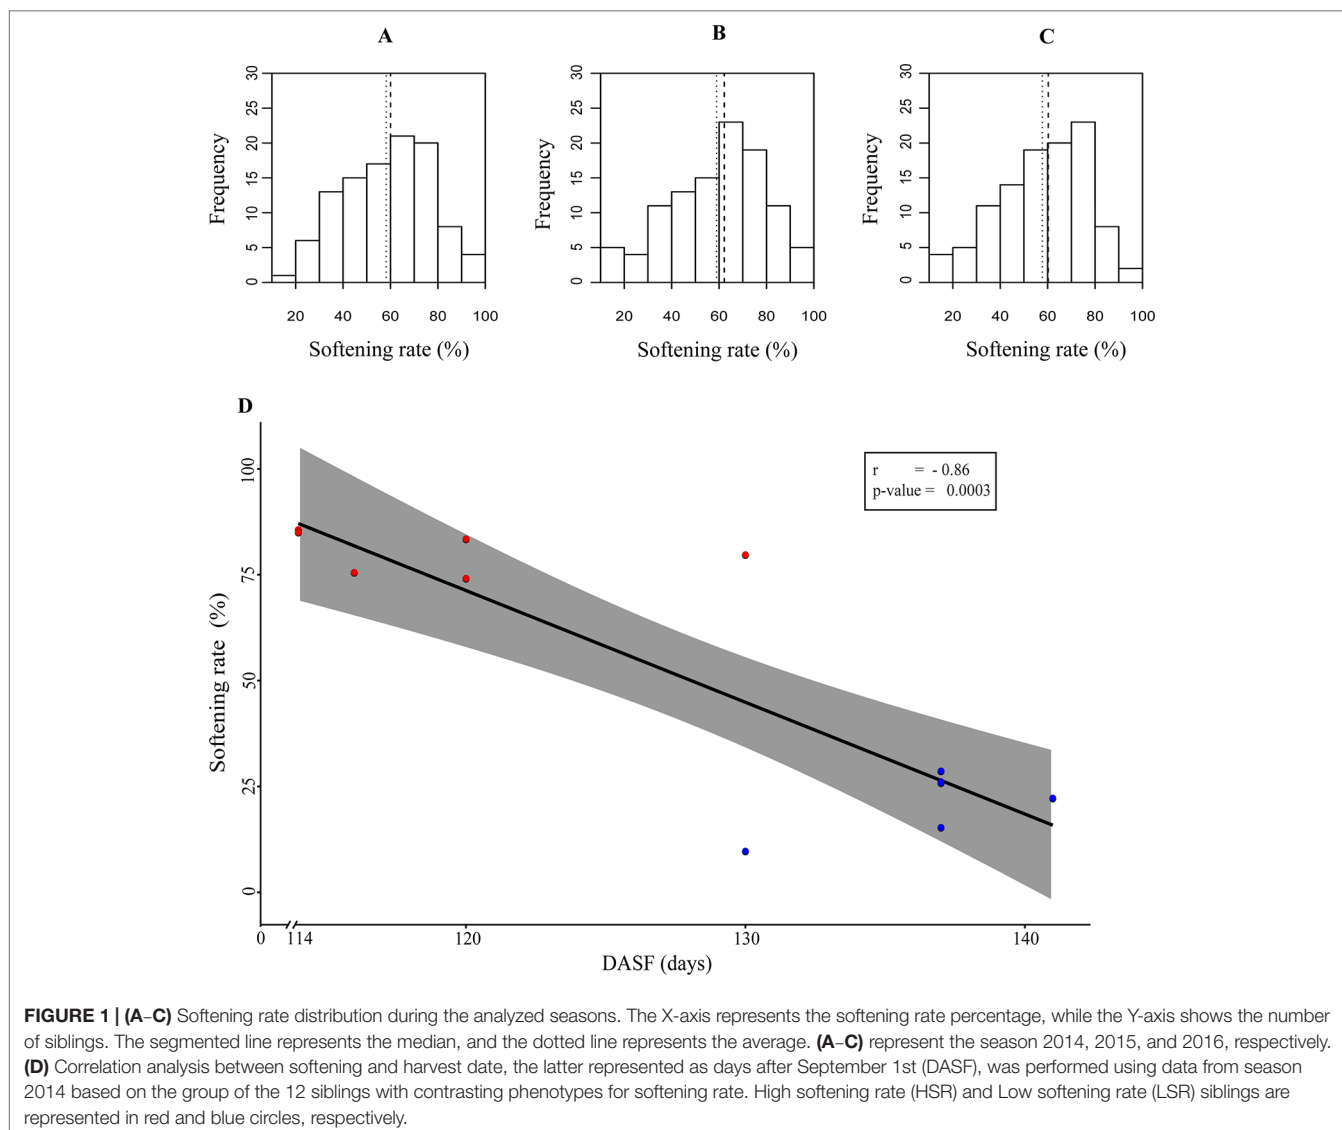 A B C
30 30 30
25 25 25
20 20 20
15 15 15
10 10 10
5 5 5
0 0 0
Frequency Frequency Frequency
20 40 60 80 100 20 40 60 80 100 20 40 60 80 100
Softening rate (%) Softening rate (%) Softening rate (%)
D
r = - 0.86
p-value = 0.0003
100
75
50
25
0
Softening rate (%)
0 114 120 130 140
DASF (days)
FIGURE 1 | (A–C) Softening rate distribution during the analyzed seasons. The X-axis represents the softening rate percentage, while the Y-axis shows the number
of siblings. The segmented line represents the median, and the dotted line represents the average. (A–C) represent the season 2014, 2015, and 2016, respectively.
(D) Correlation analysis between softening and harvest date, the latter represented as days after September 1st (DASF), was performed using data from season
2014 based on the group of the 12 siblings with contrasting phenotypes for softening rate. High softening rate (HSR) and Low softening rate (LSR) siblings are
represented in red and blue circles, respectively.